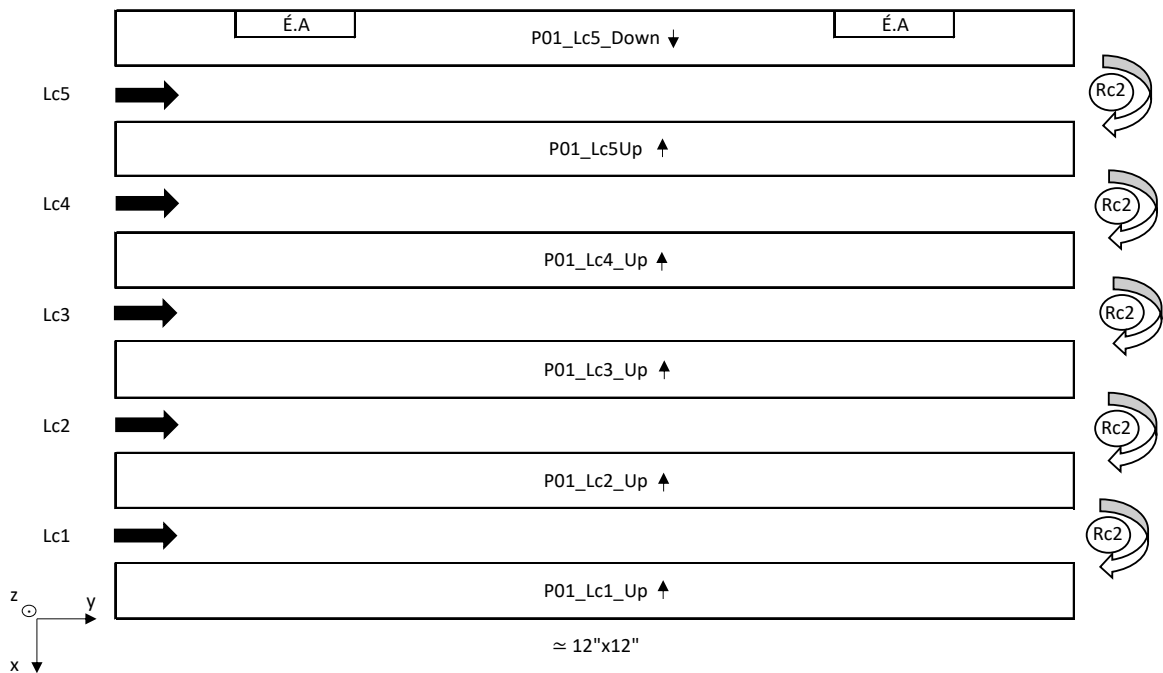 É.A
É.A
P01_Lc5_Down
Lc5
Rc2
P01_Lc5Up
Lc4
Rc2
P01_Lc4_Up
Lc3
Rc2
P01_Lc3_Up
Lc2
Rc2
P01_Lc2_Up
Lc1
Rc2
P01_Lc1_Up
z
y
x
≃ 12"x12"